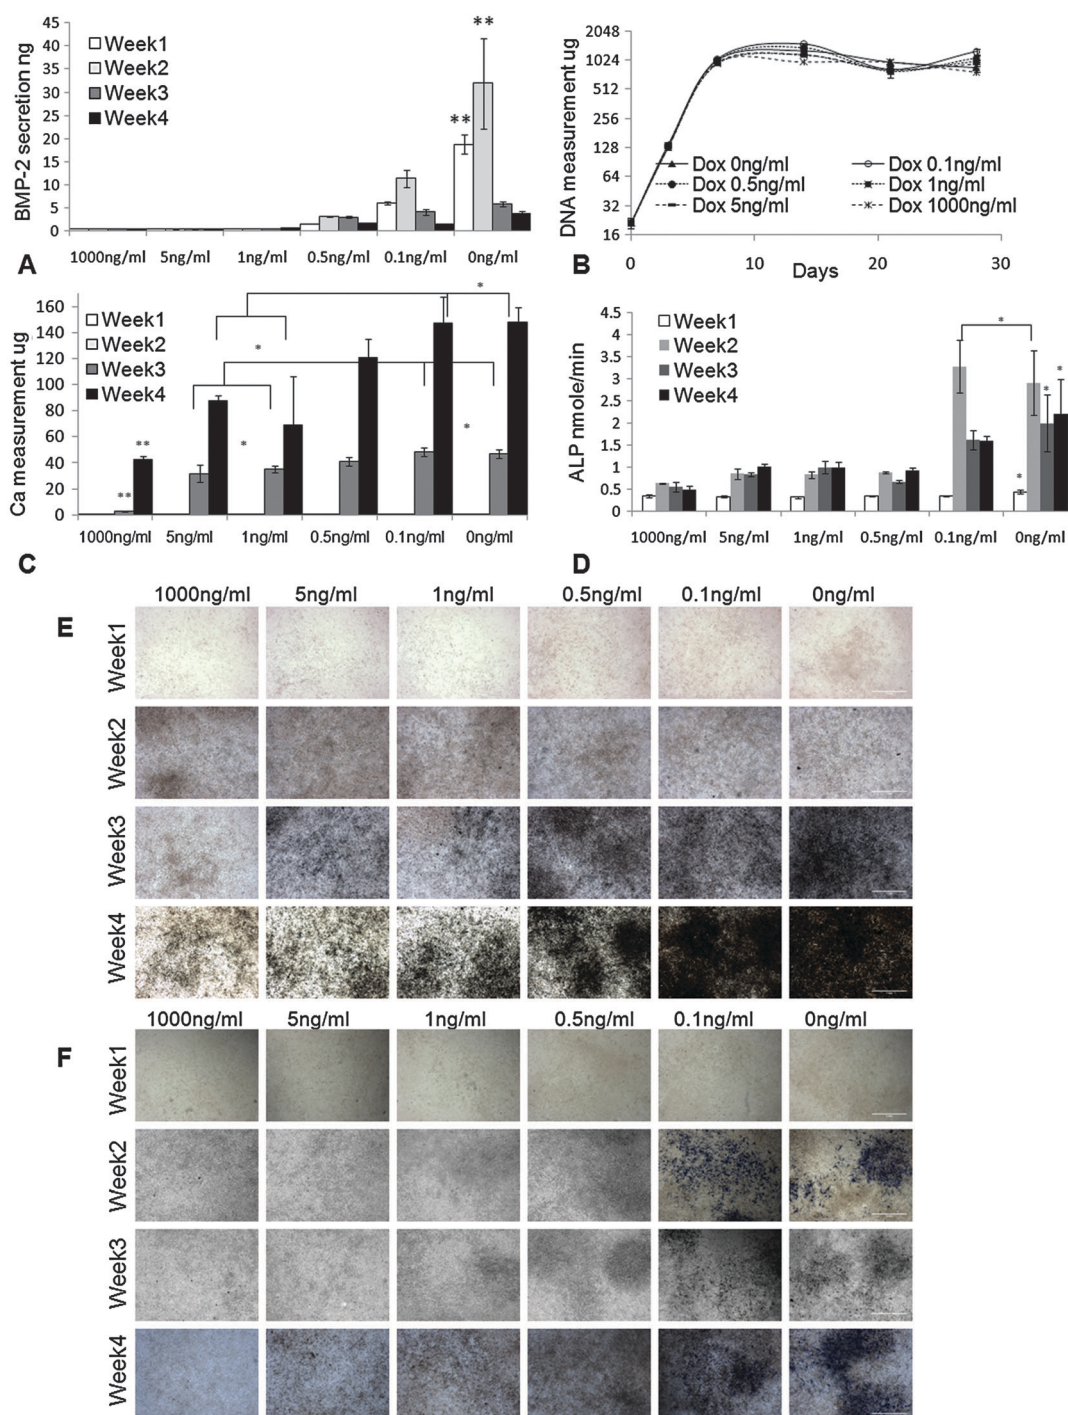 BMP-2 secretion ng
45
40
35
30
25
20
15
10
5
0
Week1
Week2
Week3
Week4
**
**
1000ng/ml 5ng/ml 1ng/ml 0.5ng/ml 0.1ng/ml 0ng/ml
A
DNA measurement ug
2048
1024
512
256
128
64
32
16
Dox 0ng/ml Dox 0.1ng/ml
Dox 0.5ng/ml Dox 1ng/ml
Dox 5ng/ml Dox 1000ng/ml
0 10 20 30
Days
B
Ca measurement ug
160
140
120
100
80
60
40
20
0
Week1
Week2
Week3
Week4
*
*
*
*
**
**
1000ng/ml 5ng/ml 1ng/ml 0.5ng/ml 0.1ng/ml 0ng/ml
C
ALP nmole/min
4.5
4
3.5
3
2.5
2
1.5
1
0.5
0
Week1
Week2
Week3
Week4
*
*
*
*
1000ng/ml 5ng/ml 1ng/ml 0.5ng/ml 0.1ng/ml 0ng/ml
D
1000ng/ml 5ng/ml 1ng/ml 0.5ng/ml 0.1ng/ml 0ng/ml
E
Week1
Week2
Week3
Week4
1000ng/ml 5ng/ml 1ng/ml 0.5ng/ml 0.1ng/ml 0ng/ml
F
Week1
Week2
Week3
Week4